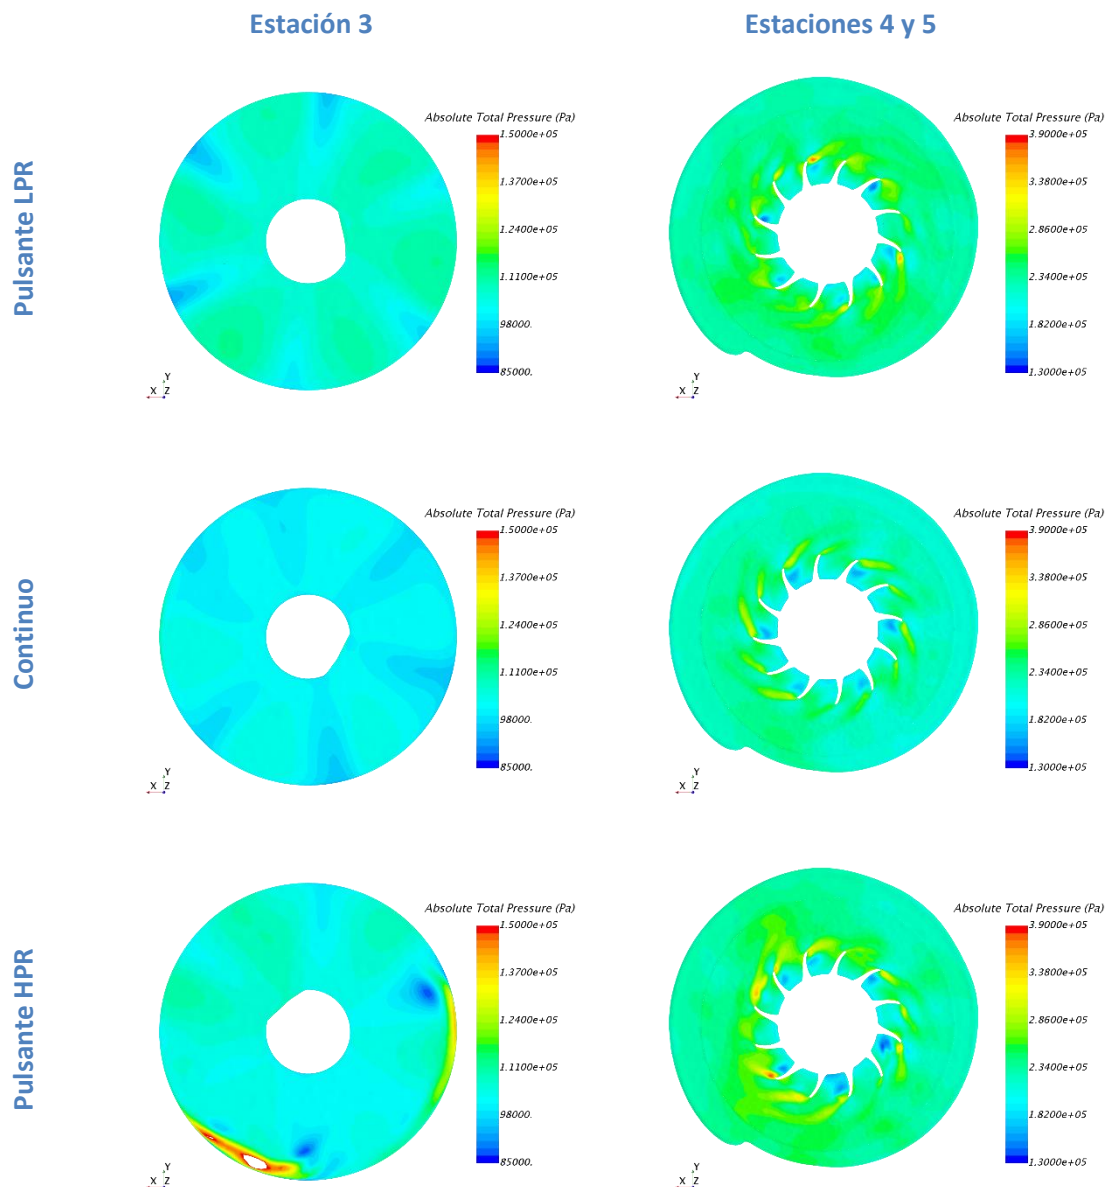 Estación 3
Estaciones 4 y 5
Pulsante LPR
Absolute Total Pressure (Pa)
1.5000e+05
1.3700e+05
1.2400e+05
1.1100e+05
98000.
85000.
Y
X Z
Absolute Total Pressure (Pa)
3.9000e+05
3.3800e+05
2.8600e+05
2.3400e+05
1.8200e+05
1.3000e+05
Y
X Z
Continuo
Absolute Total Pressure (Pa)
1.5000e+05
1.3700e+05
1.2400e+05
1.1100e+05
98000.
85000.
Y
X Z
Absolute Total Pressure (Pa)
3.9000e+05
3.3800e+05
2.8600e+05
2.3400e+05
1.8200e+05
1.3000e+05
Y
X Z
Pulsante HPR
Absolute Total Pressure (Pa)
1.5000e+05
1.3700e+05
1.2400e+05
1.1100e+05
98000.
85000.
Y
X Z
Absolute Total Pressure (Pa)
3.9000e+05
3.3800e+05
2.8600e+05
2.3400e+05
1.8200e+05
1.3000e+05
Y
X Z